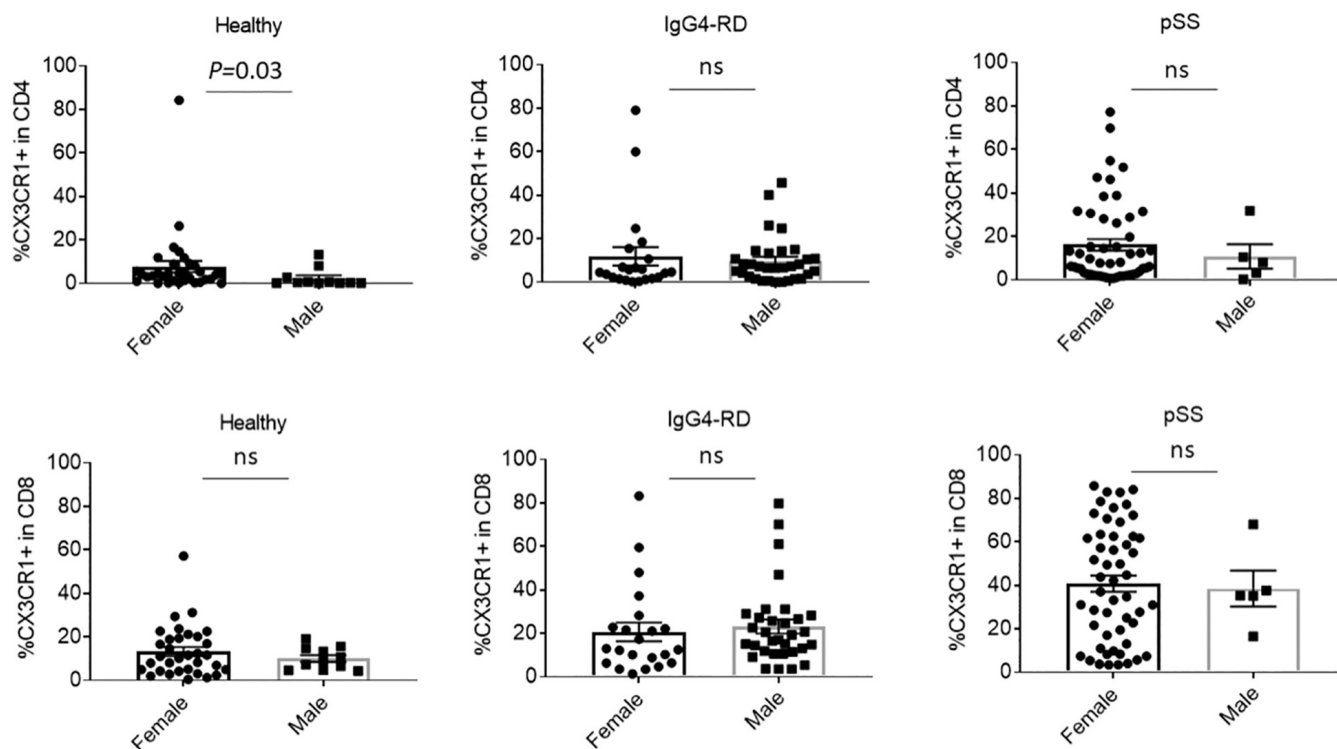 Healthy
P=0.03
%CX3CR1+ in CD4
100
80
60
40
20
0
Female
Male
IgG4-RD
ns
%CX3CR1+ in CD4
100
80
60
40
20
0
Female
Male
pSS
ns
%CX3CR1+ in CD4
100
80
60
40
20
0
Female
Male
Healthy
ns
%CX3CR1+ in CD8
100
80
60
40
20
0
Female
Male
IgG4-RD
ns
%CX3CR1+ in CD8
100
80
60
40
20
0
Female
Male
pSS
ns
%CX3CR1+ in CD8
100
80
60
40
20
0
Female
Male